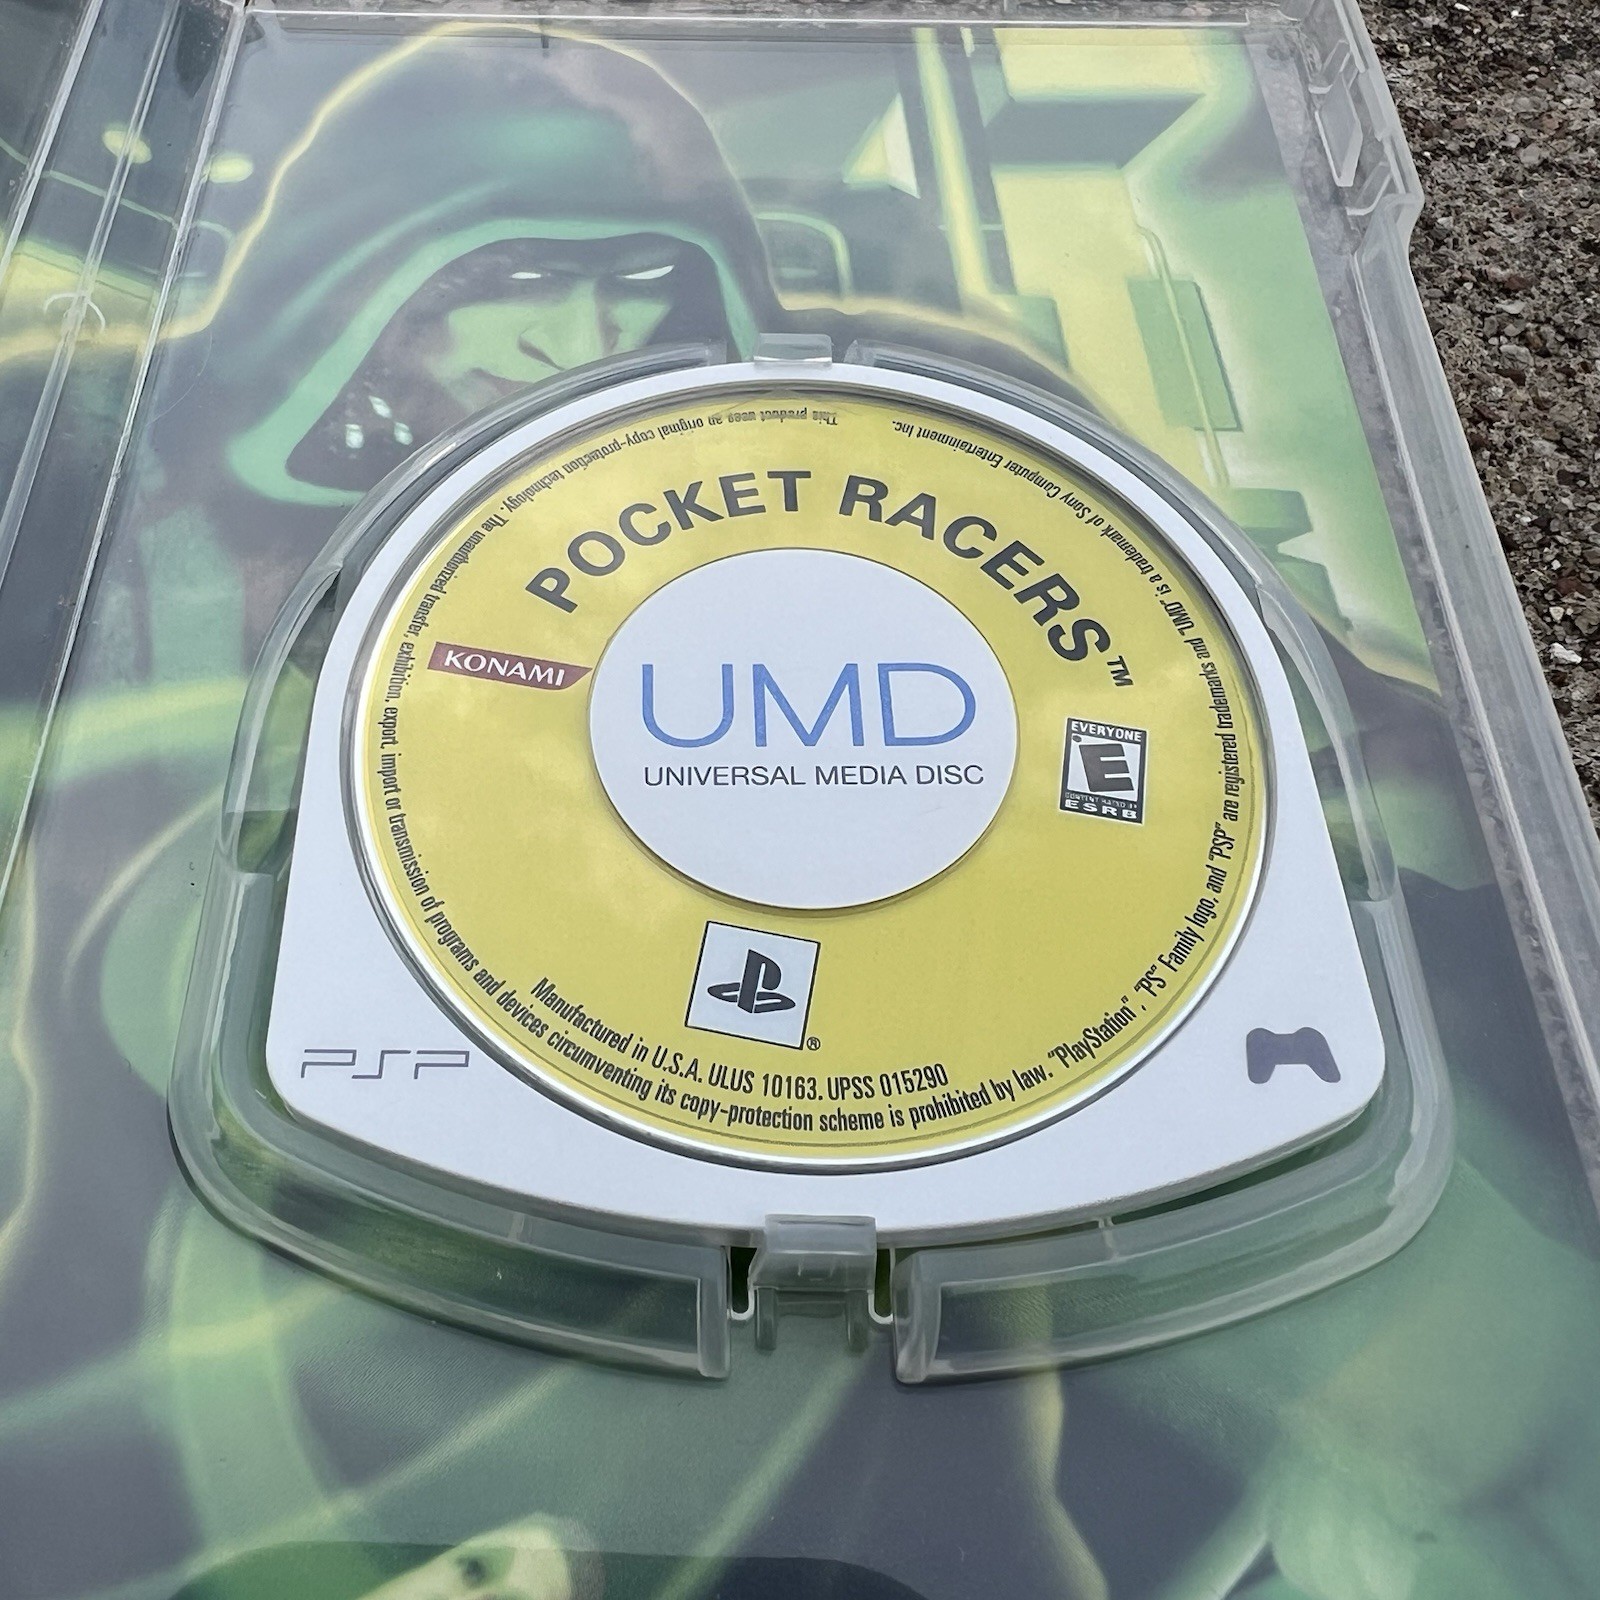 POCKET RACERS™
KONAMI
UMD
UNIVERSAL MEDIA DISC
EVERYONE
E
CONTENT RATED BY
ESRB
®
Manufactured in U.S.A. ULUS 10163. UPSS 015290
This product uses an original copy-protection technology. The unauthorized transfer, exhibition, export, import or transmission of programs and devices circumventing its copy-protection scheme is prohibited by law. "PlayStation", "PS" Family logo, and "PSP" are registered trademarks and "UMD" is a trademark of Sony Computer Entertainment Inc.
PSP